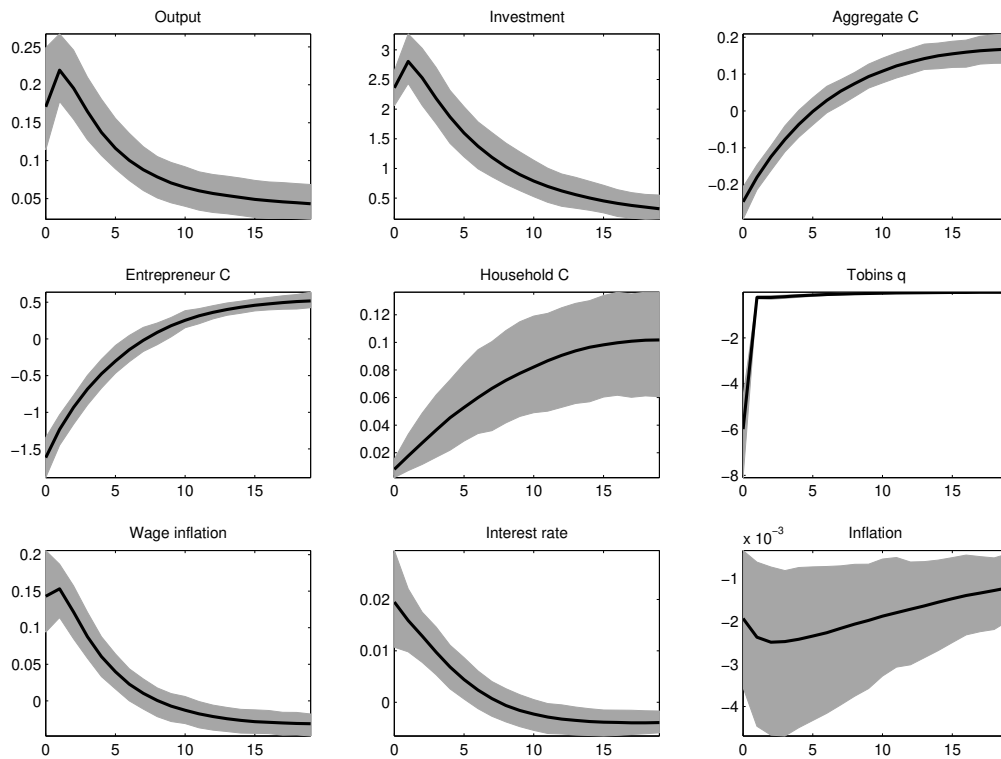 Output
0.25
0.2
0.15
0.1
0.05
0 5 10 15
Investment
3
2.5
2
1.5
1
0.5
0 5 10 15
Aggregate C
0.2
0.1
0
−0.1
−0.2
0 5 10 15
Entrepreneur C
0.5
0
−0.5
−1
−1.5
0 5 10 15
Household C
0.12
0.1
0.08
0.06
0.04
0.02
0 5 10 15
Tobins q
−2
−4
−6
−8
0 5 10 15
Wage inflation
0.2
0.15
0.1
0.05
0
0 5 10 15
Interest rate
0.02
0.01
0
0 5 10 15
Inflation
x 10−3
−1
−2
−3
−4
0 5 10 15